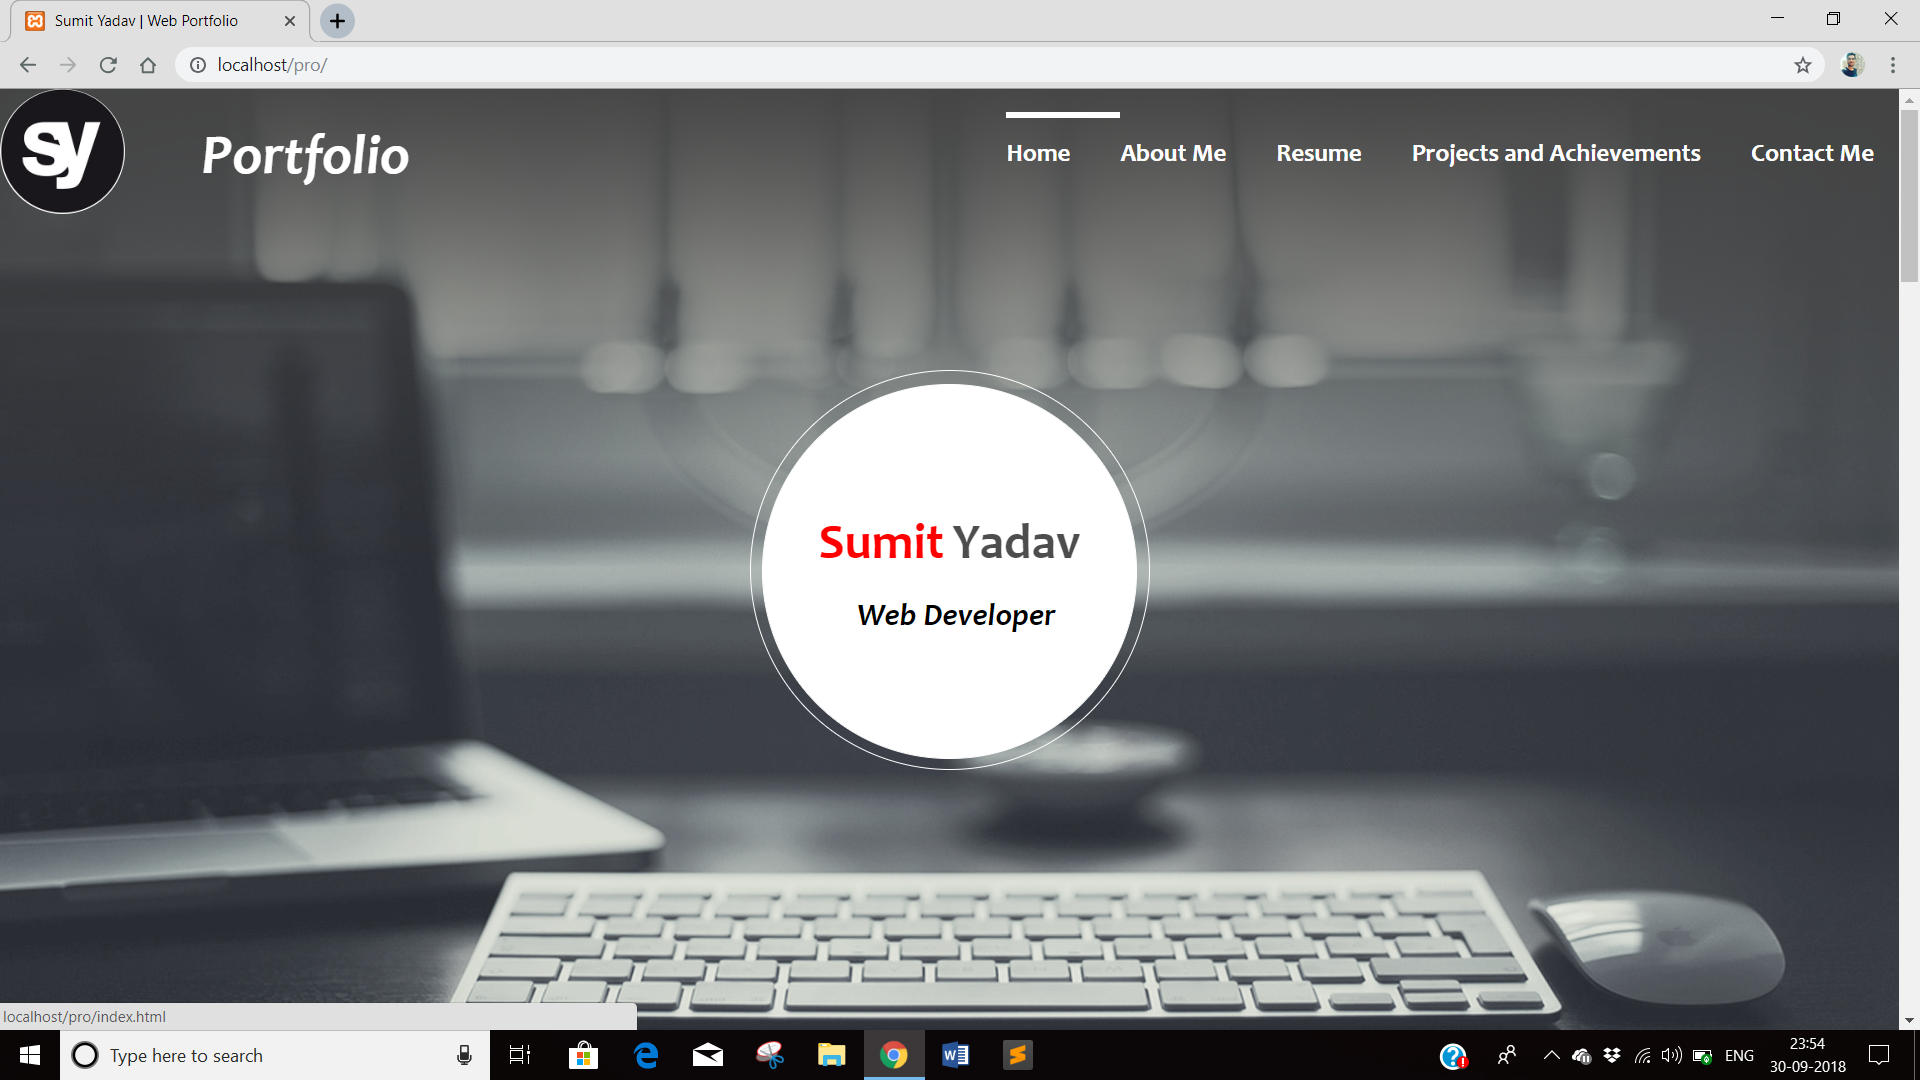 Sumit Yadav | Web Portfolio
localhost/pro/
sy
Portfolio
Home
About Me
Resume
Projects and Achievements
Contact Me
Sumit Yadav
Web Developer
localhost/pro/index.html
Type here to search
ENG
23:54
30-09-2018